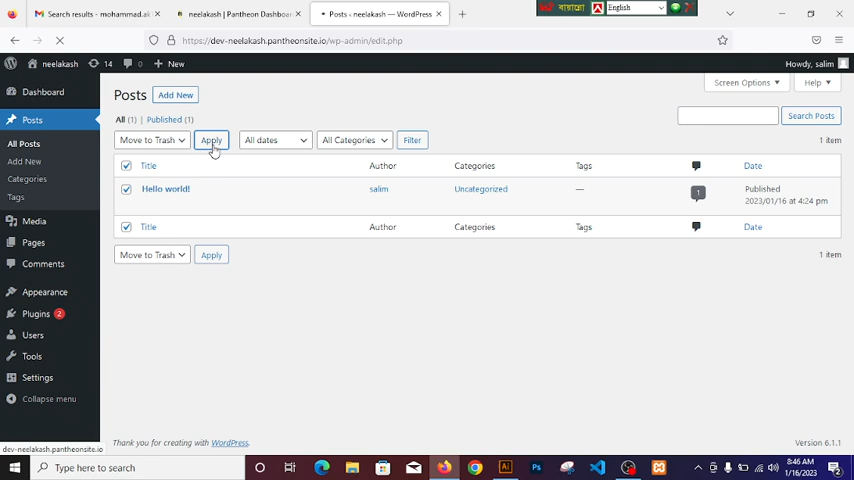 Search results - mohammad.ak
neelakash | Pantheon Dashboar
Posts ‹ neelakash — WordPress
English
https://dev-neelakash.pantheonsite.io/wp-admin/edit.php
neelakash
14
0
+ New
Howdy, salim
Dashboard
Posts
All Posts
Add New
Categories
Tags
Media
Pages
Comments
Appearance
Plugins 2
Users
Tools
Settings
Collapse menu
Screen Options
Help
Posts Add New
All (1) | Published (1)
Search Posts
Move to Trash Apply All dates All Categories Filter 1 item
Title Author Categories Tags Date
Hello world! salim Uncategorized — 1 Published
2023/01/16 at 4:24 pm
Title Author Categories Tags Date
Move to Trash Apply 1 item
Thank you for creating with WordPress.
Version 6.1.1
dev-neelakash.pantheonsite.io
Type here to search
8:46 AM
1/16/2023
2